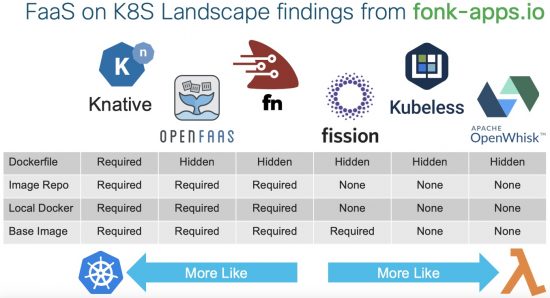 FaaS on K8S Landscape findings from fonk-apps.io
K n
Knative
OPENFAAS
fn
fission
Kubeless
APACHE
OpenWhisk™
Dockerfile Required Hidden Hidden Hidden Hidden Hidden
Image Repo Required Required Required None None None
Local Docker Required Required Required None None None
Base Image Required Required Required Required None None
More Like More Like